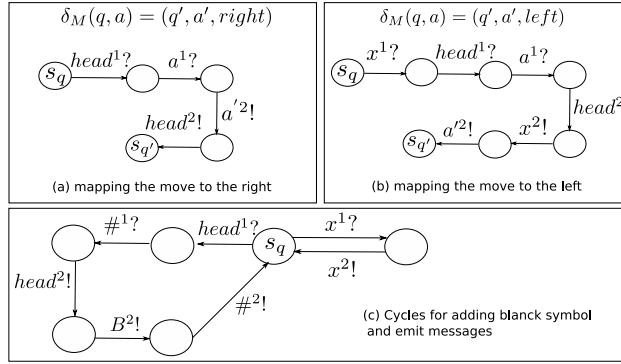 δ_M(q, a) = (q′, a′, right)
head¹?
a¹?
s_q
a′²!
head²!
s_q′
(a) mapping the move to the right
δ_M(q, a) = (q′, a′, left)
x¹?
head¹?
a¹?
s_q
head²
a′²!
x²!
s_q′
(b) mapping the move to the left
#¹?
head¹?
x¹?
s_q
x²!
head²!
#²!
B²!
(c) Cycles for adding blanck symbol
and emit messages